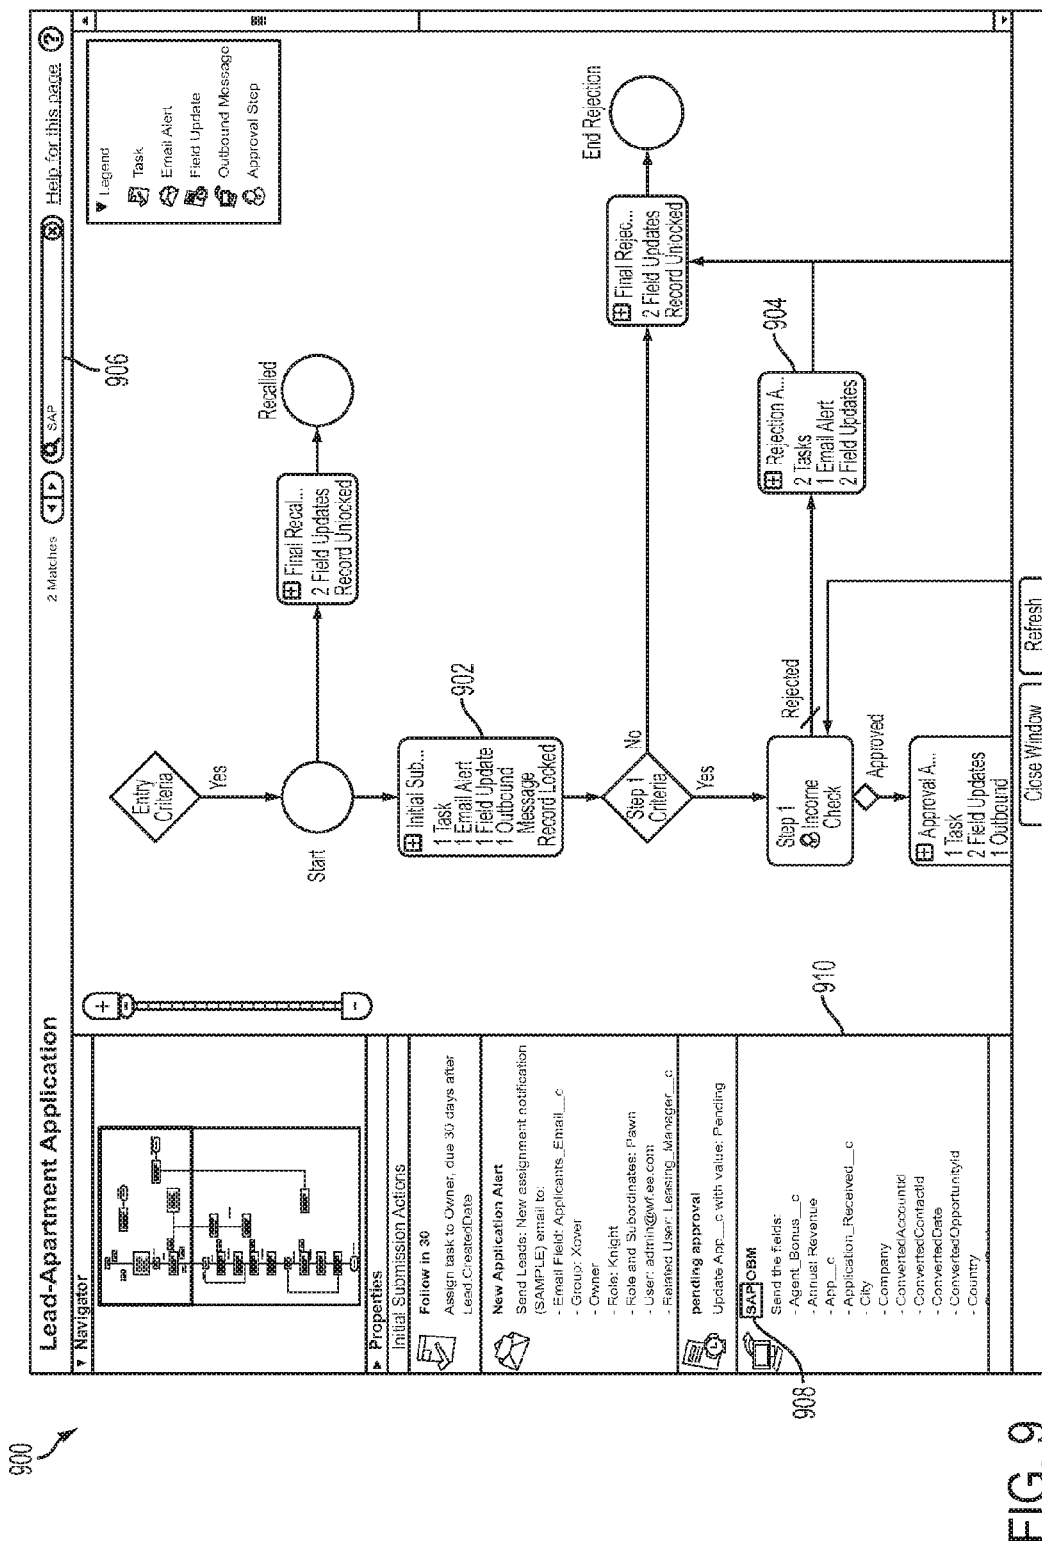 900
Lead-Apartment Application
2 Matches
SAP
Help for this page
?
906
▼ Navigator
▶ Properties
Initial Submission Actions
Follow in 30
Assign task to Owner, due 30 days after
Lead.CreatedDate
New Application Alert
Send Leads: New assignment notification
(SAMPLE) email to:
- Email Field: Applicants_Email__c
- Group: Xover
- Owner
- Role: Knight
- Role and Subordinates: Pawn
- User: admin@wf.ee.com
- Related User: Leasing_Manager__c
pending approval
Update App__c with value: Pending
SAP OBM
Send the fields:
- Agent_Bonus__c
- Annual Revenue
- App__c
- Application_Received__c
- City
- Company
- ConvertedAccountId
- ConvertedContactId
- ConvertedDate
- ConvertedOpportunityId
- Country
908
910
▼ Legend
Task
Email Alert
Field Update
Outbound Message
Approval Step
Entry
Criteria
Yes
Start
Final Recal...
2 Field Updates
Record Unlocked
Recalled
Initial Sub...
1 Task
1 Email Alert
1 Field Update
1 Outbound
Message
Record Locked
902
Step 1
Criteria
No
Yes
Final Rejec...
2 Field Updates
Record Unlocked
End Rejection
Step 1
Income
Check
Rejected
Approved
Rejection A...
2 Tasks
1 Email Alert
2 Field Updates
904
Approval A...
1 Task
2 Field Updates
1 Outbound
Close Window
Refresh
FIG. 9